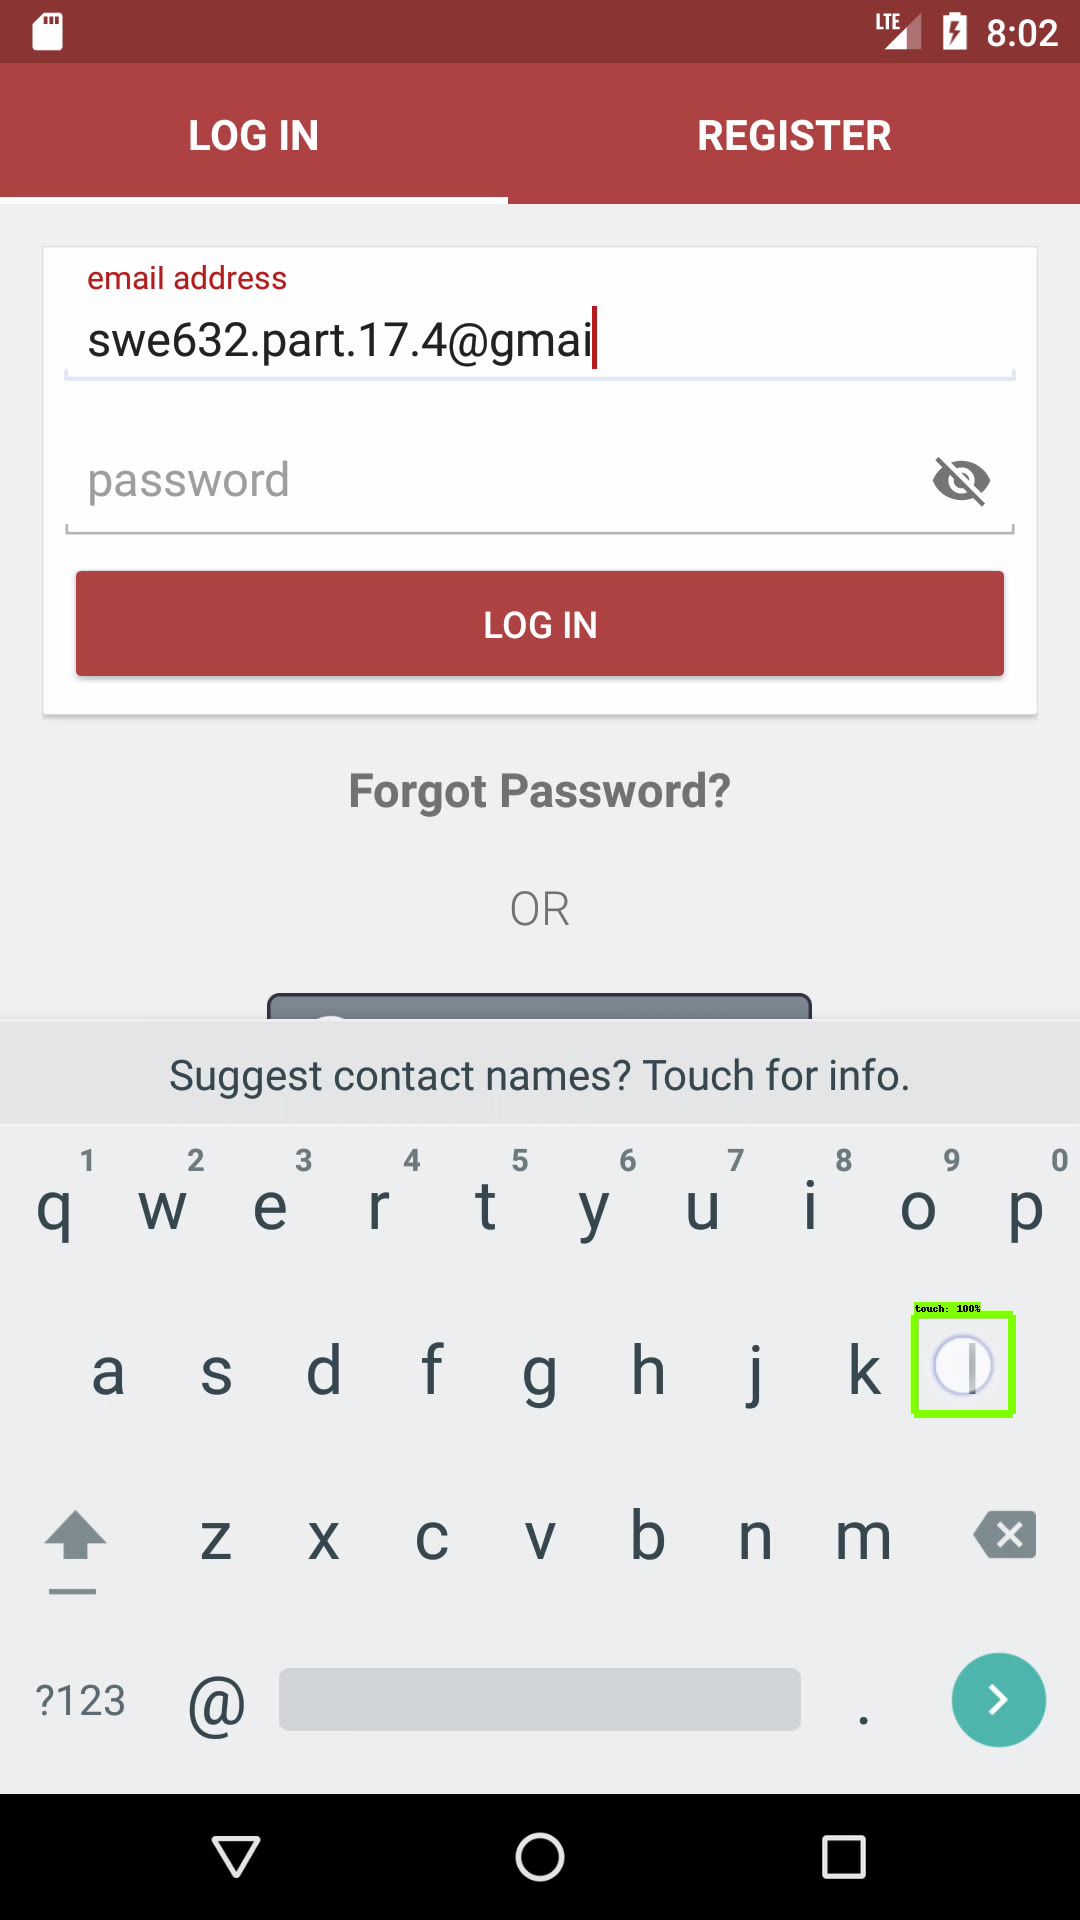 LTE 8:02
LOG IN REGISTER
email address
swe632.part.17.4@gmai
password
LOG IN
Forgot Password?
OR
Suggest contact names? Touch for info.
1 2 3 4 5 6 7 8 9 0
q w e r t y u i o p
touch: 100%
a s d f g h j k l
z x c v b n m
?123 @ .